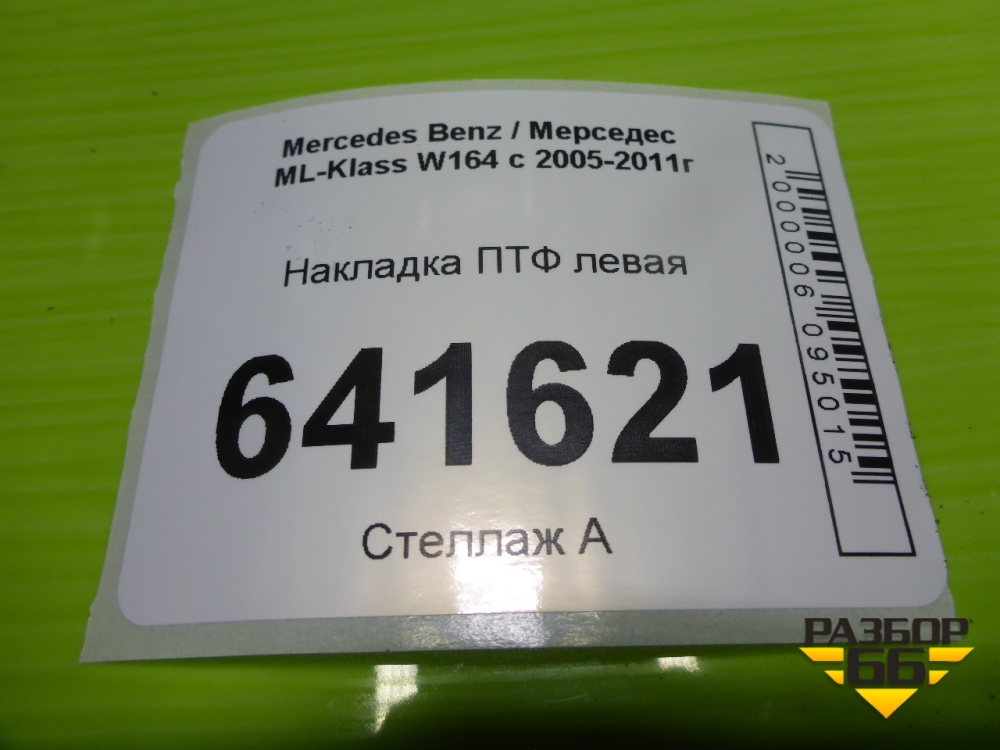 Mercedes Benz / Мерседес
ML-Klass W164 с 2005-2011г
Накладка ПТФ левая
641621
Стеллаж А
2000006095015
РАЗБОР
66